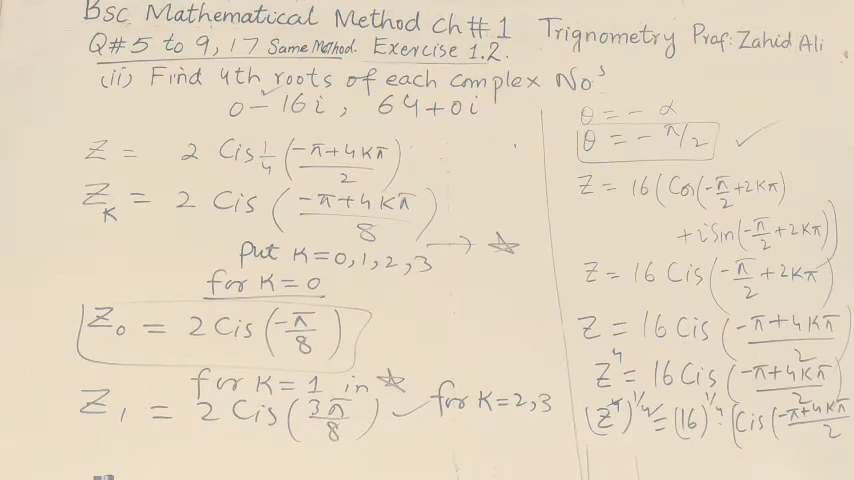 Bsc Mathematical Method Ch#1 Trignometry Prof: Zahid Ali
Q#5 to 9, 17 Same Method. Exercise 1.2.
(ii) Find 4th roots of each complex No's
0-16i, 64+0i
Z = 2 Cis 1/4 (-π+4kπ/2)
Z_K = 2 Cis (-π+4kπ/8)
put K=0,1,2,3 → ☆
for K=0
Z₀ = 2 Cis (-π/8)
for K=1 in ☆
Z₁ = 2 Cis (3π/8) for K=2,3
θ = - α
θ = - π/2 ✓
Z = 16 (Cos(-π/2 + 2kπ)
+ i Sin(-π/2 + 2kπ))
Z = 16 Cis (-π/2 + 2kπ)
Z = 16 Cis (-π+4kπ/2)
Z⁴ = 16 Cis (-π+4kπ/2)
(Z⁴)^1/4 = (16)^1/4 · (Cis (-π+4kπ/2)